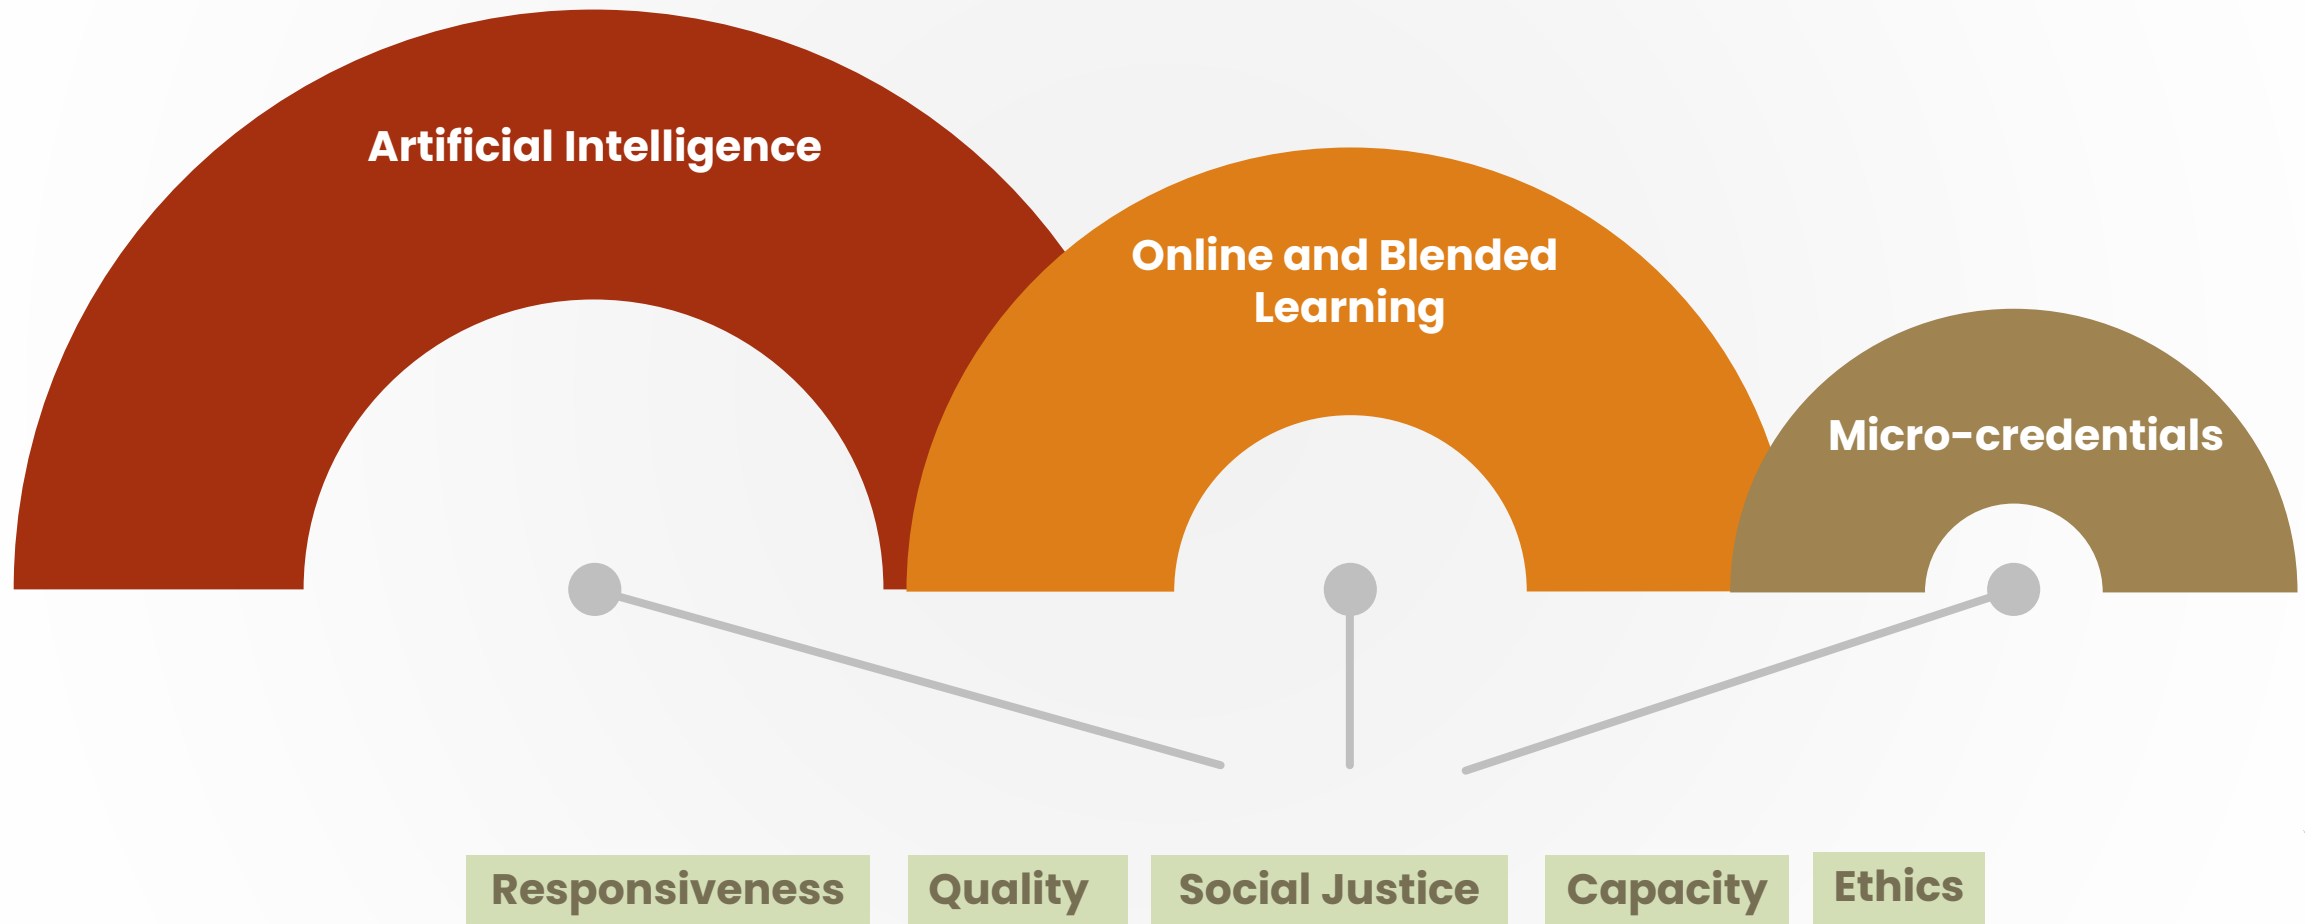 Artificial Intelligence
Online and Blended
Learning
Micro-credentials
Responsiveness
Quality
Social Justice
Capacity
Ethics